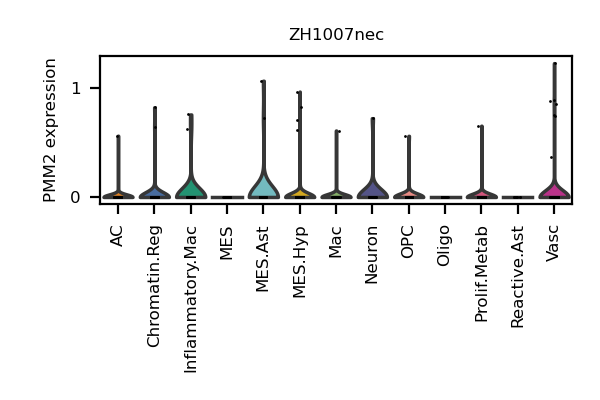 ZH1007nec
PMM2 expression
1
0
AC
Chromatin.Reg
Inflammatory.Mac
MES
MES.Ast
MES.Hyp
Mac
Neuron
OPC
Oligo
Prolif.Metab
Reactive.Ast
Vasc